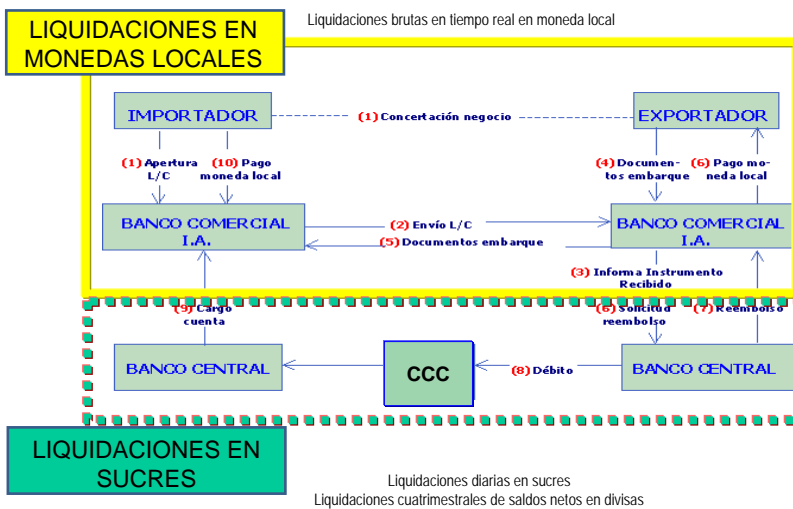 Liquidaciones brutas en tiempo real en moneda local
LIQUIDACIONES EN
MONEDAS LOCALES
IMPORTADOR
(1) Concertación negocio
EXPORTADOR
(1) Apertura
L/C
(10) Pago
moneda local
(4) Documen-
tos embarque
(6) Pago mo-
neda local
BANCO COMERCIAL
I.A.
(2) Envío L/C
(5) Documentos embarque
BANCO COMERCIAL
I.A.
(3) Informa Instrumento
Recibido
(9) Cargo
cuenta
(6) Solicitud
reembolso
(7) Reembolso
BANCO CENTRAL
CCC
(8) Débito
BANCO CENTRAL
LIQUIDACIONES EN
SUCRES
Liquidaciones diarias en sucres
Liquidaciones cuatrimestrales de saldos netos en divisas